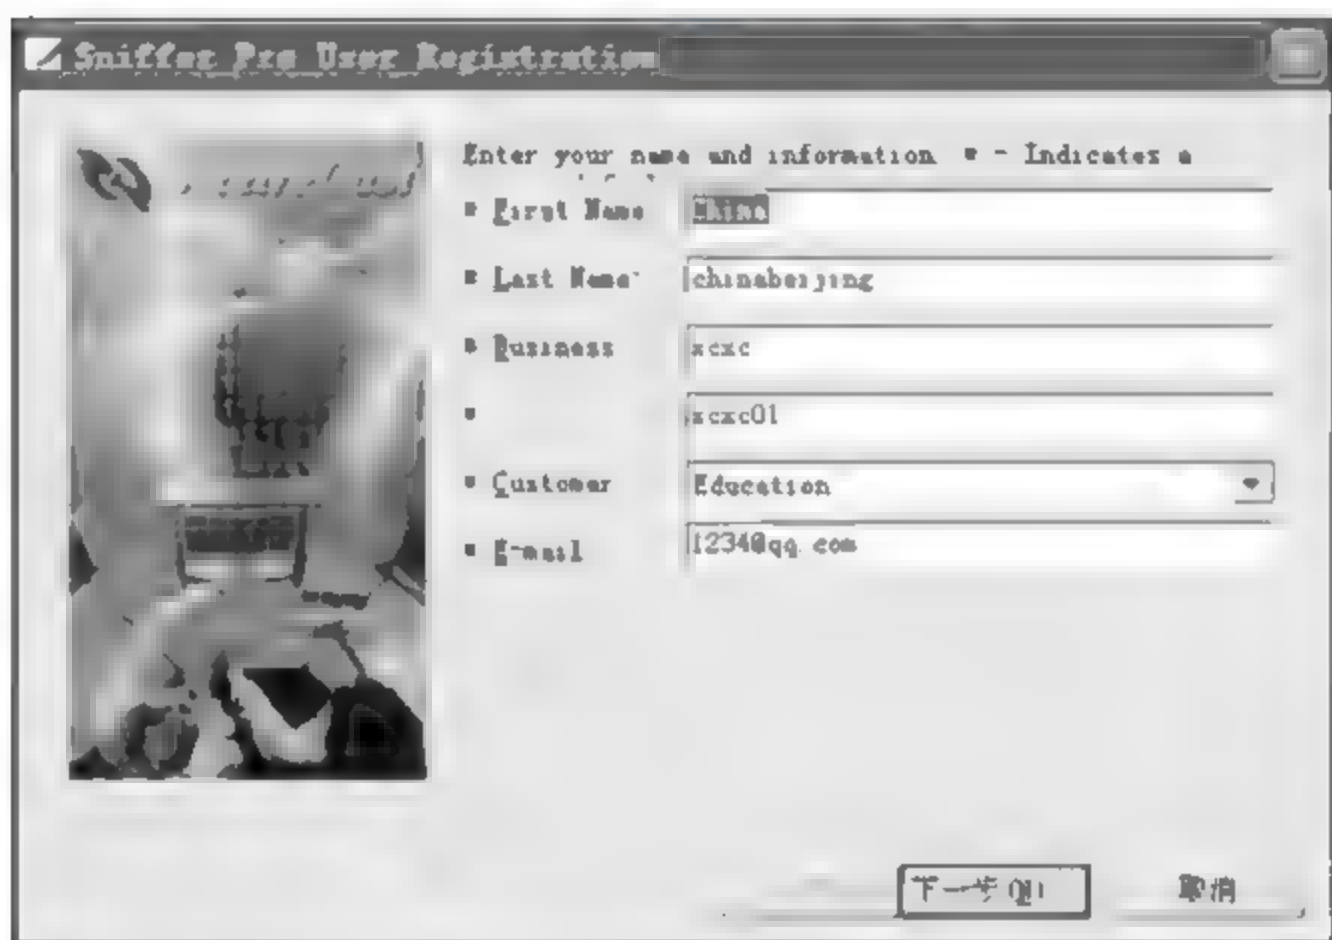 Sniffer Pro User Registration
Enter your name and information * - Indicates a
* First Name China
* Last Name chinabeijing
* Business xcxc
* xcxc01
* Customer Education
* E-mail 1234@qq.com
下一步(N) 取消